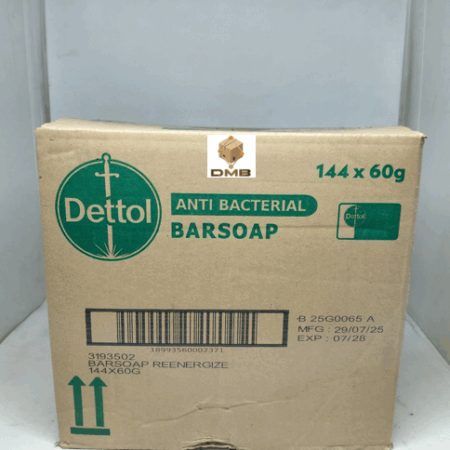 DMB
144 x 60g
Dettol
ANTI BACTERIAL
BARSOAP
Dettol
B 25G0065 A
MFG : 29/07/25
EXP : 07/28
18993560002371
3193502
BARSOAP REENERGIZE
144X60G